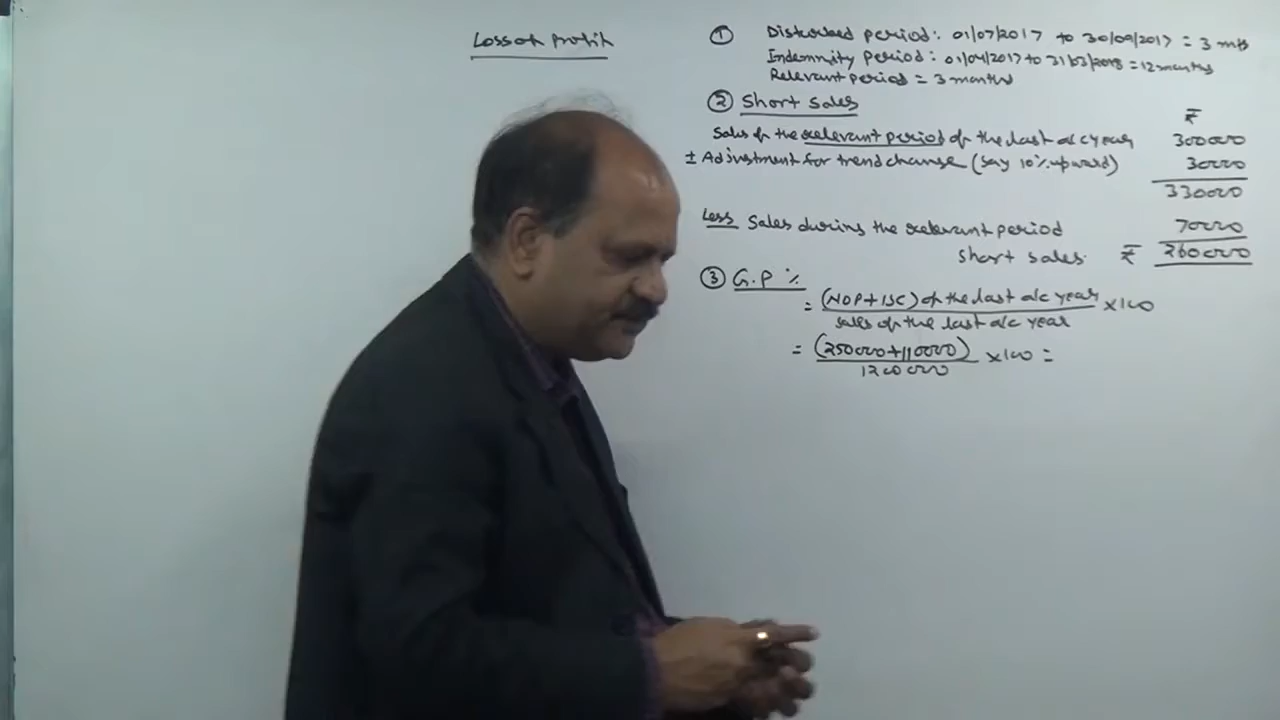 Loss of Profit
① Disturbed period: 01/07/2017 to 30/09/2017 = 3 mts
Indemnity period: 01/04/2017 to 31/03/2018 = 12 months
Relevant period = 3 months
② Short Sales
₹
Sales of the relevant period of the last a/c year 300000
± Adjustment for trend change (say 10% upward) 30000
330000
Less Sales during the relevant period 70000
short sales. ₹ 260000
③ G.P %
= (NOP + ISC) of the last a/c year × 100
sales of the last a/c year
= (250000 + 110000) × 100 =
1200000